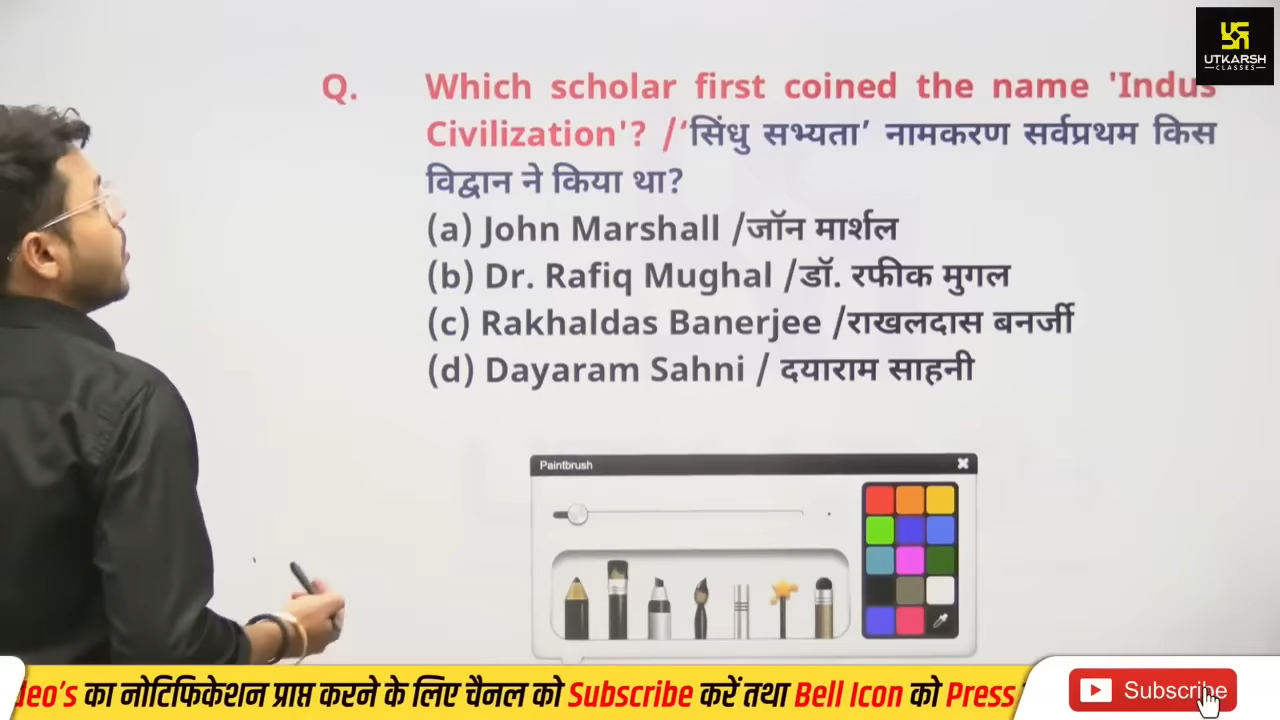 UTKARSH
CLASSES
Q. Which scholar first coined the name 'Indus
Civilization'? /‘सिंधु सभ्यता’ नामकरण सर्वप्रथम किस
विद्वान ने किया था?
(a) John Marshall /जॉन मार्शल
(b) Dr. Rafiq Mughal /डॉ. रफीक मुगल
(c) Rakhaldas Banerjee /राखलदास बनर्जी
(d) Dayaram Sahni / दयाराम साहनी
Paintbrush
deo's का नोटिफिकेशन प्राप्त करने के लिए चैनल को Subscribe करें तथा Bell Icon को Press
Subscribe